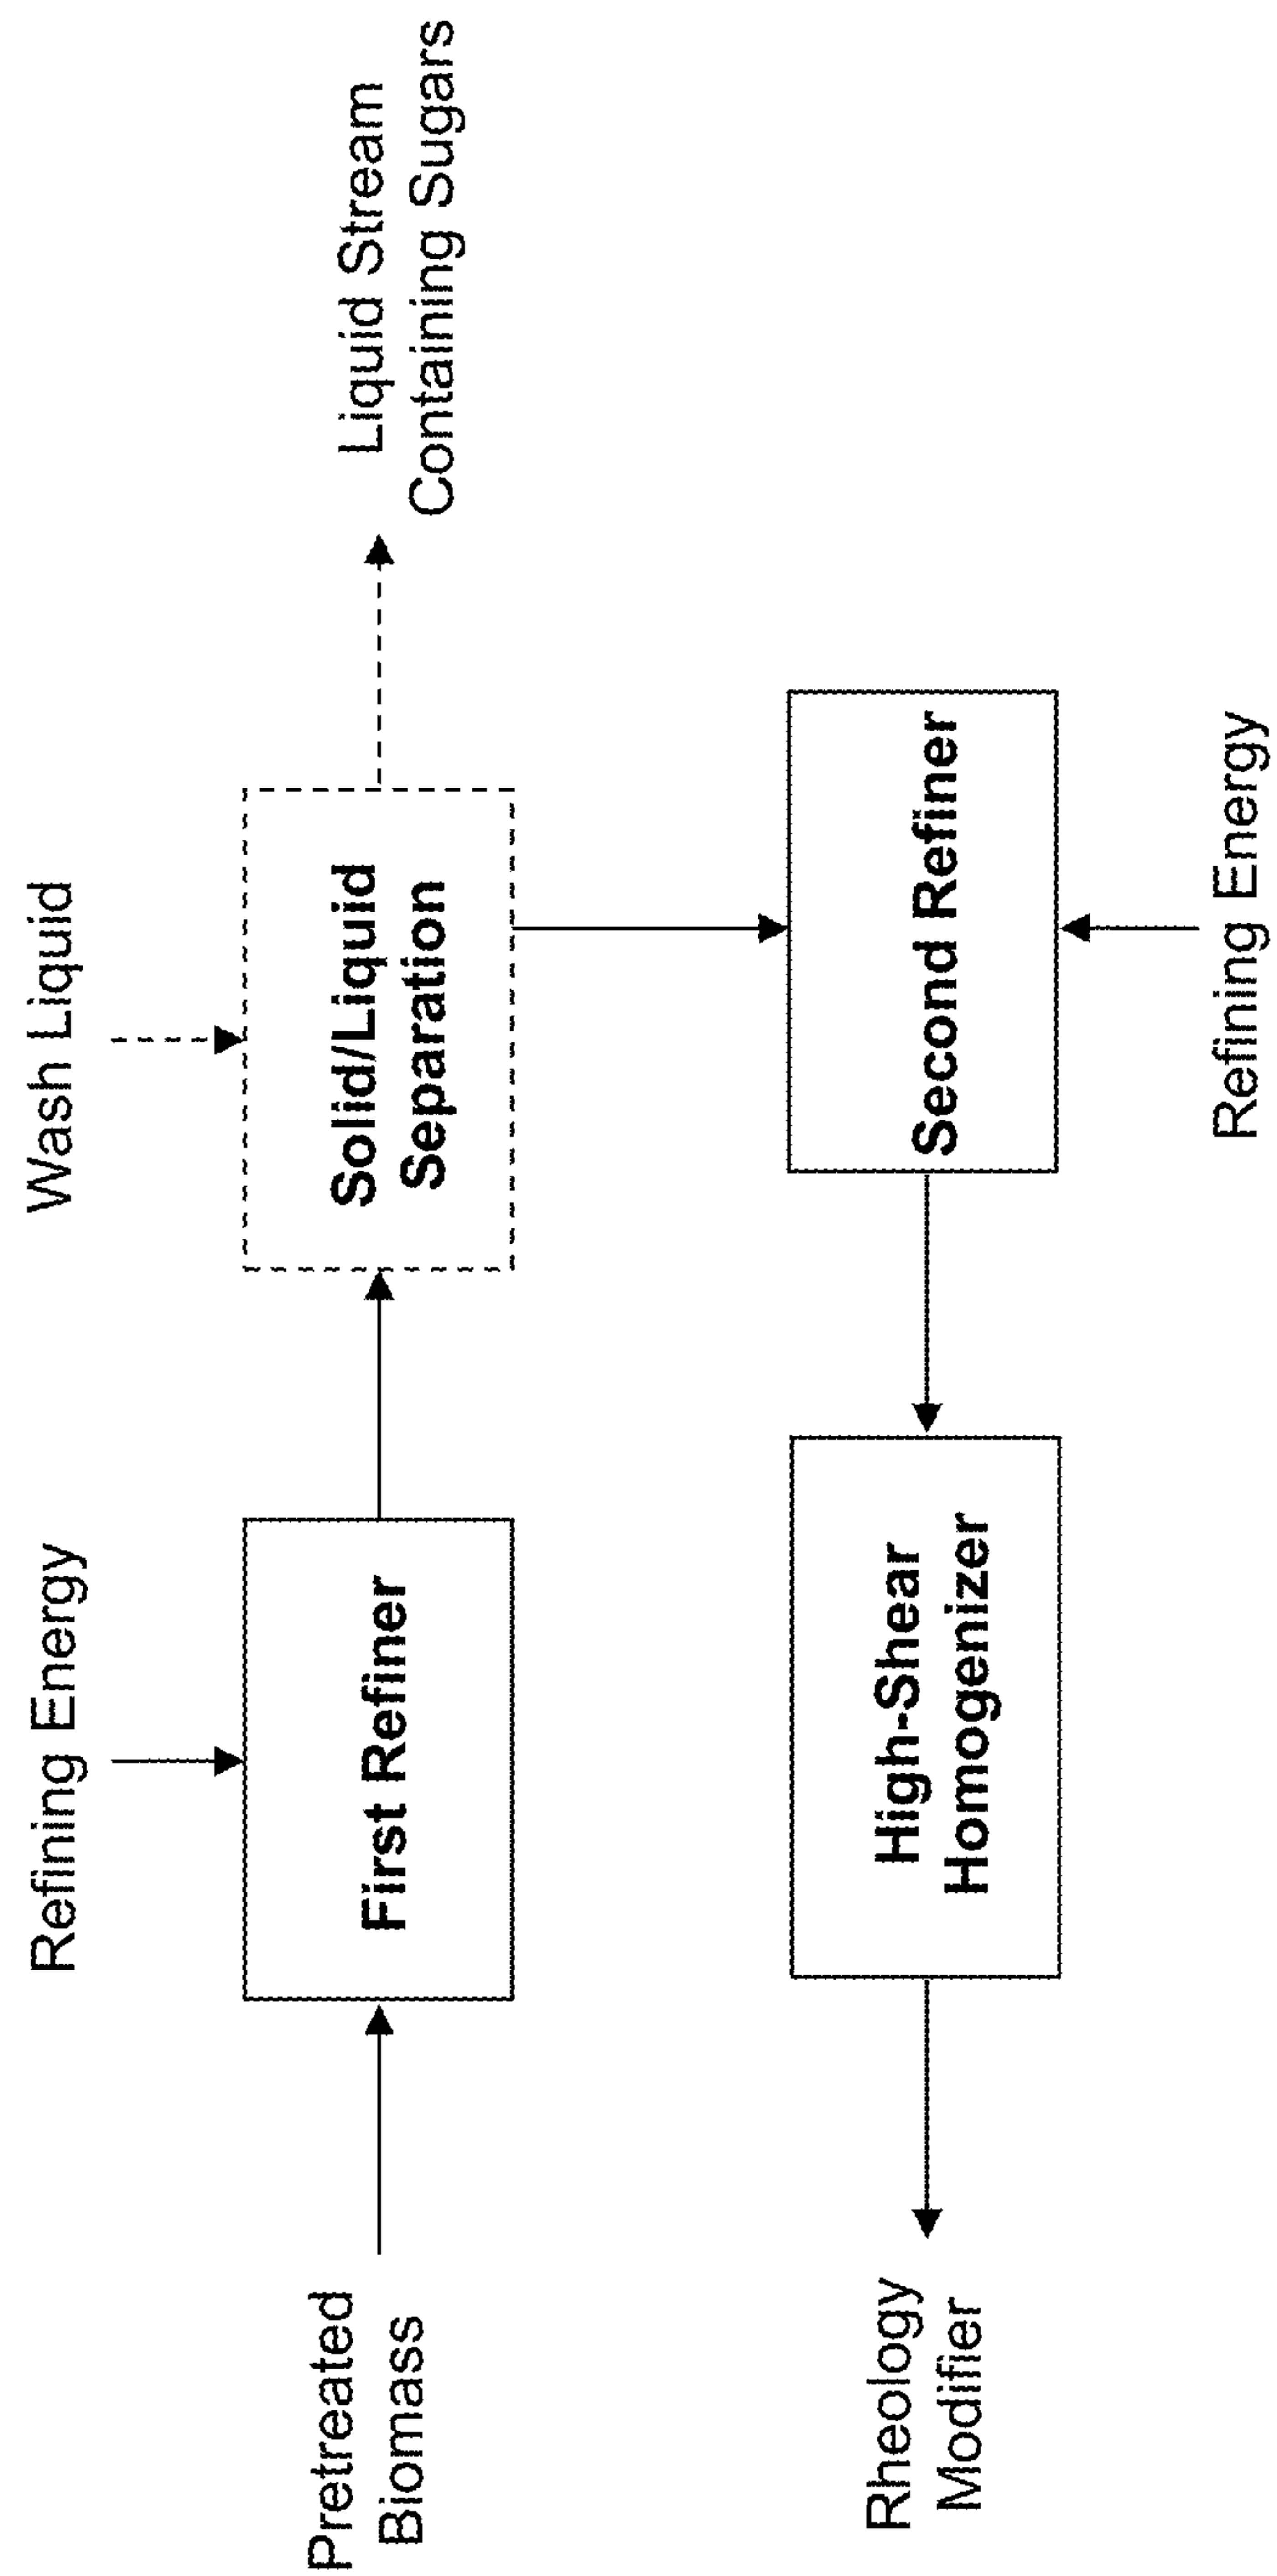 Refining Energy
Wash Liquid
Pretreated
Biomass
First Refiner
Solid/Liquid
Separation
Liquid Stream
Containing Sugars
Rheology
Modifier
High-Shear
Homogenizer
Second Refiner
Refining Energy